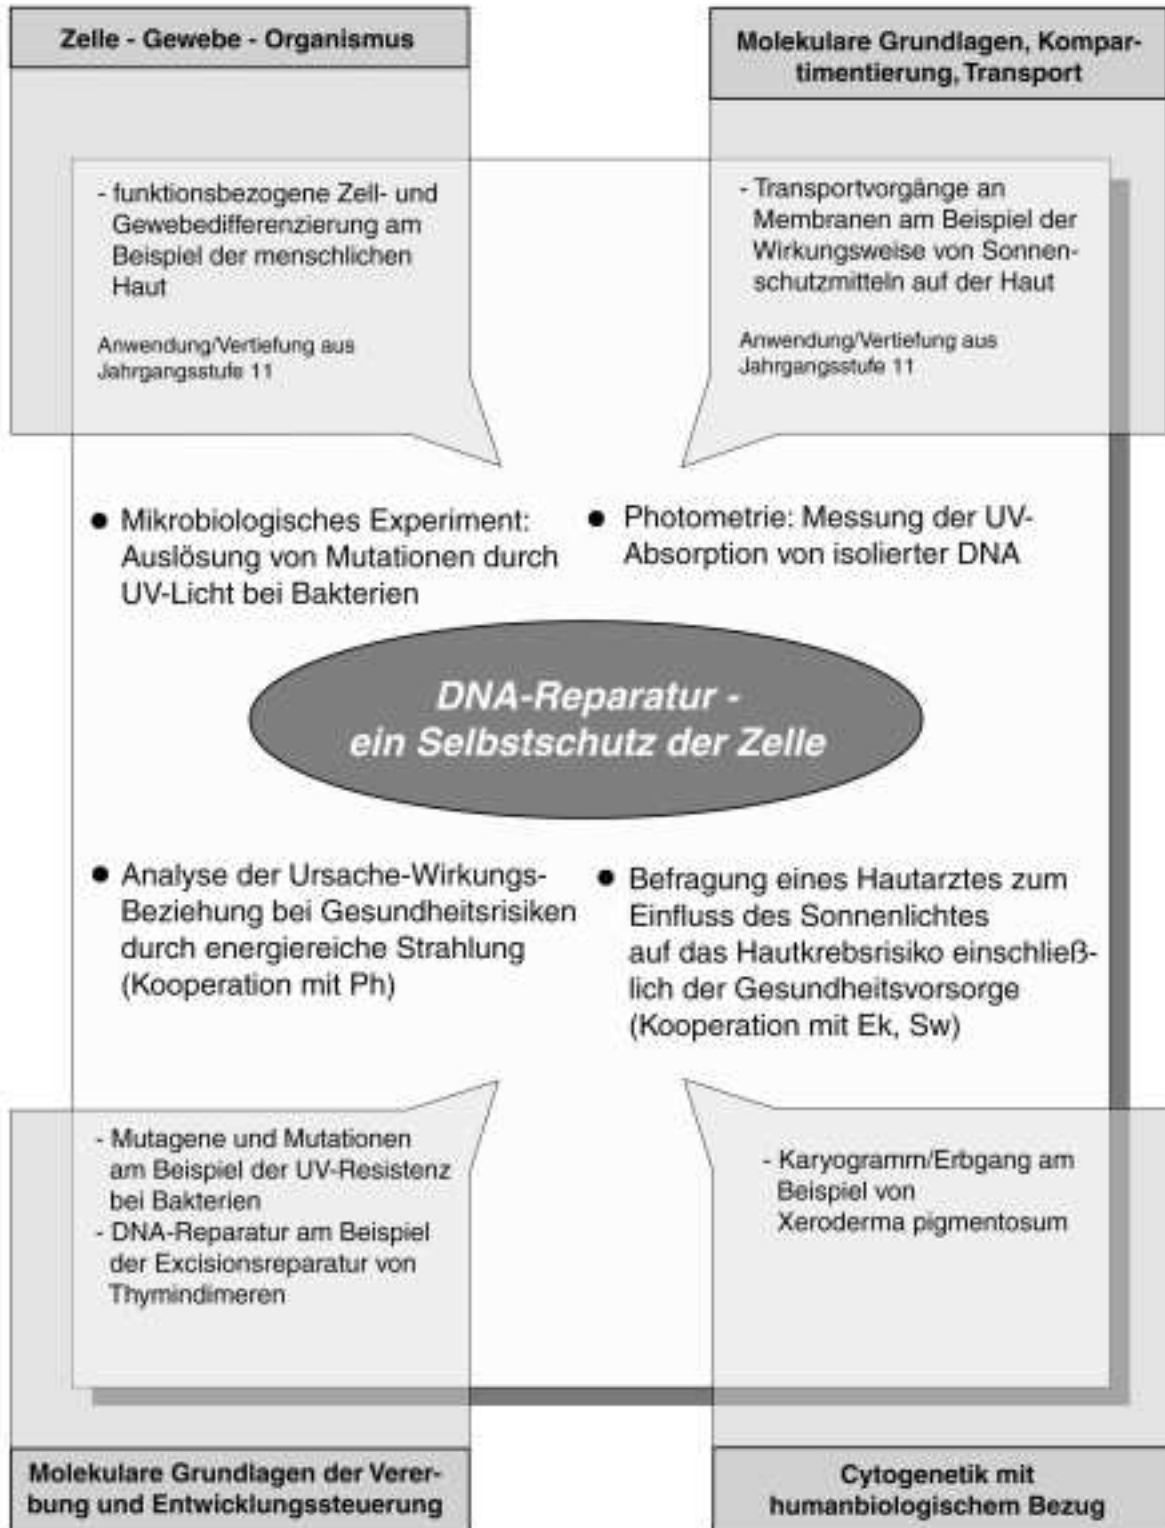 Zelle - Gewebe - Organismus
Molekulare Grundlagen, Kompar-
timentierung, Transport
- funktionsbezogene Zell- und
Gewebedifferenzierung am
Beispiel der menschlichen
Haut
Anwendung/Vertiefung aus
Jahrgangsstufe 11
- Transportvorgänge an
Membranen am Beispiel der
Wirkungsweise von Sonnen-
schutzmitteln auf der Haut
Anwendung/Vertiefung aus
Jahrgangsstufe 11
● Mikrobiologisches Experiment:
Auslösung von Mutationen durch
UV-Licht bei Bakterien
● Photometrie: Messung der UV-
Absorption von isolierter DNA
DNA-Reparatur -
ein Selbstschutz der Zelle
● Analyse der Ursache-Wirkungs-
Beziehung bei Gesundheitsrisiken
durch energiereiche Strahlung
(Kooperation mit Ph)
● Befragung eines Hautarztes zum
Einfluss des Sonnenlichtes
auf das Hautkrebsrisiko einschließ-
lich der Gesundheitsvorsorge
(Kooperation mit Ek, Sw)
- Mutagene und Mutationen
am Beispiel der UV-Resistenz
bei Bakterien
- DNA-Reparatur am Beispiel
der Excisionsreparatur von
Thymindimeren
- Karyogramm/Erbgang am
Beispiel von
Xeroderma pigmentosum
Molekulare Grundlagen der Verer-
bung und Entwicklungssteuerung
Cytogenetik mit
humanbiologischem Bezug